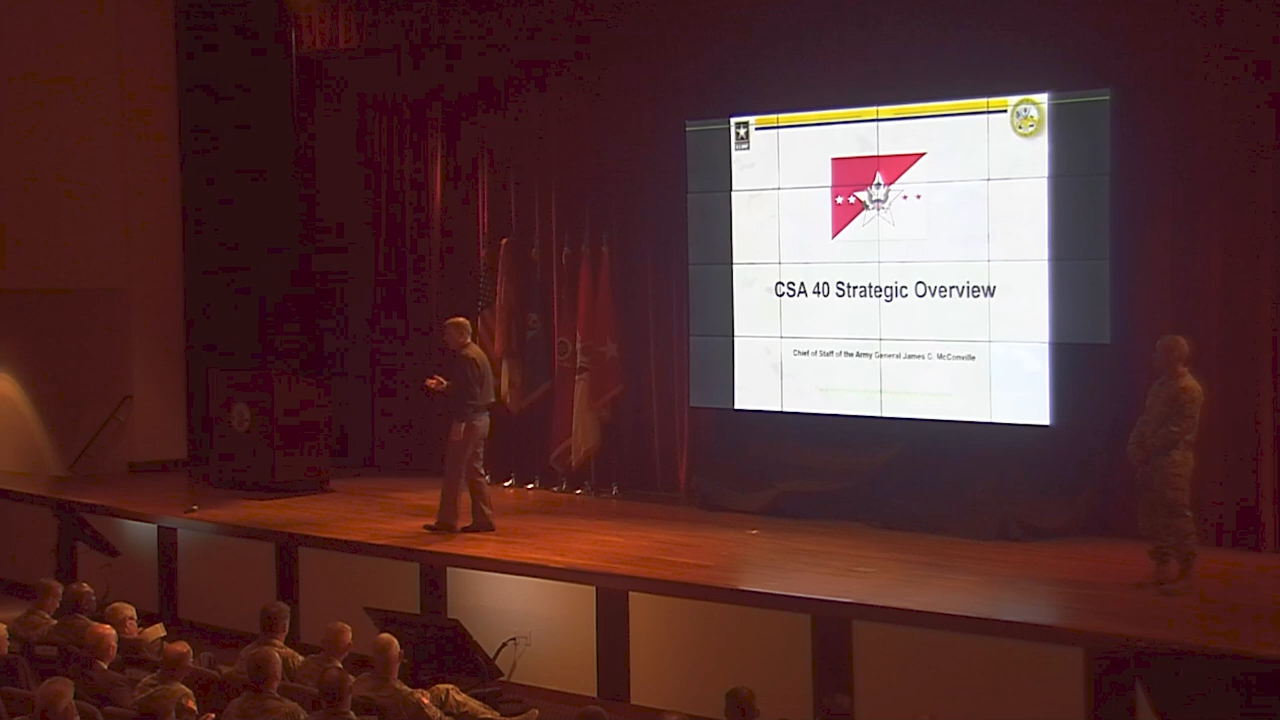 CSA 40 Strategic Overview
Chief of Staff of the Army General James C. McConville